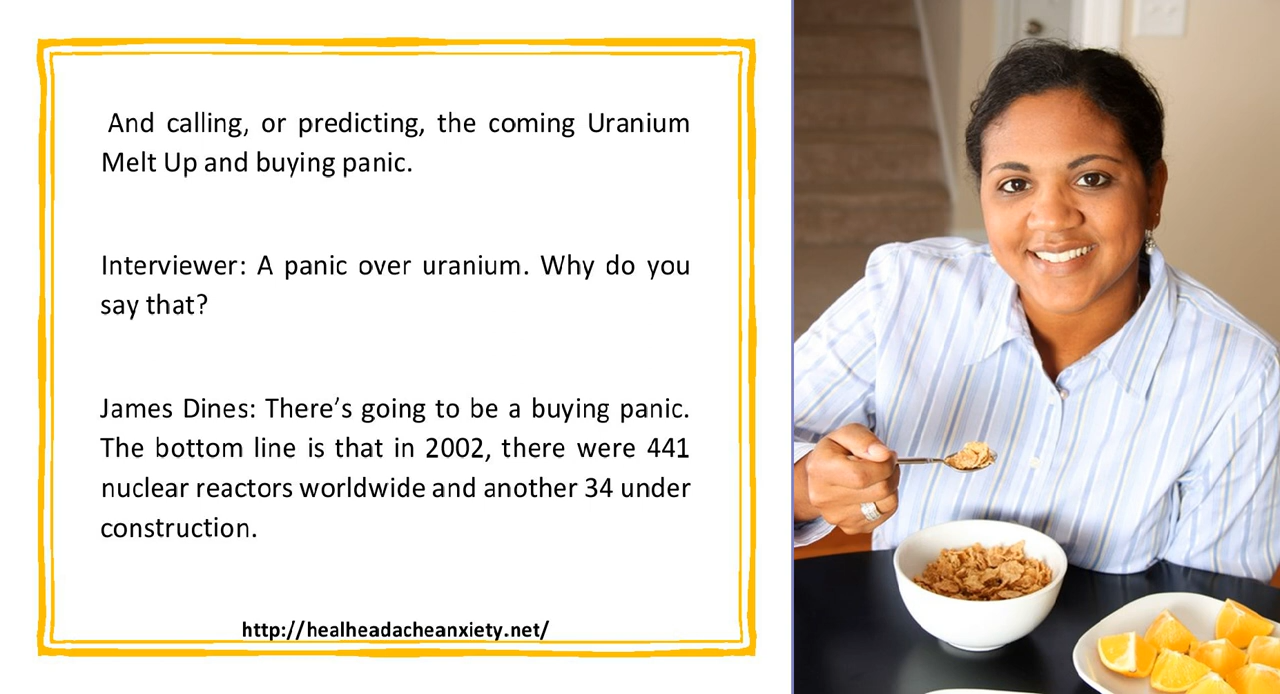 And calling, or predicting, the coming Uranium
Melt Up and buying panic.
Interviewer: A panic over uranium. Why do you
say that?
James Dines: There’s going to be a buying panic.
The bottom line is that in 2002, there were 441
nuclear reactors worldwide and another 34 under
construction.
http://healheadacheanxiety.net/